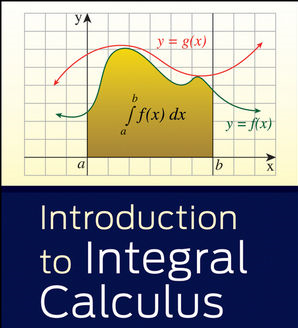 y
y = g(x)
b
∫ f(x) dx
a
y = f(x)
a
b
x
Introduction
to Integral
Calculus